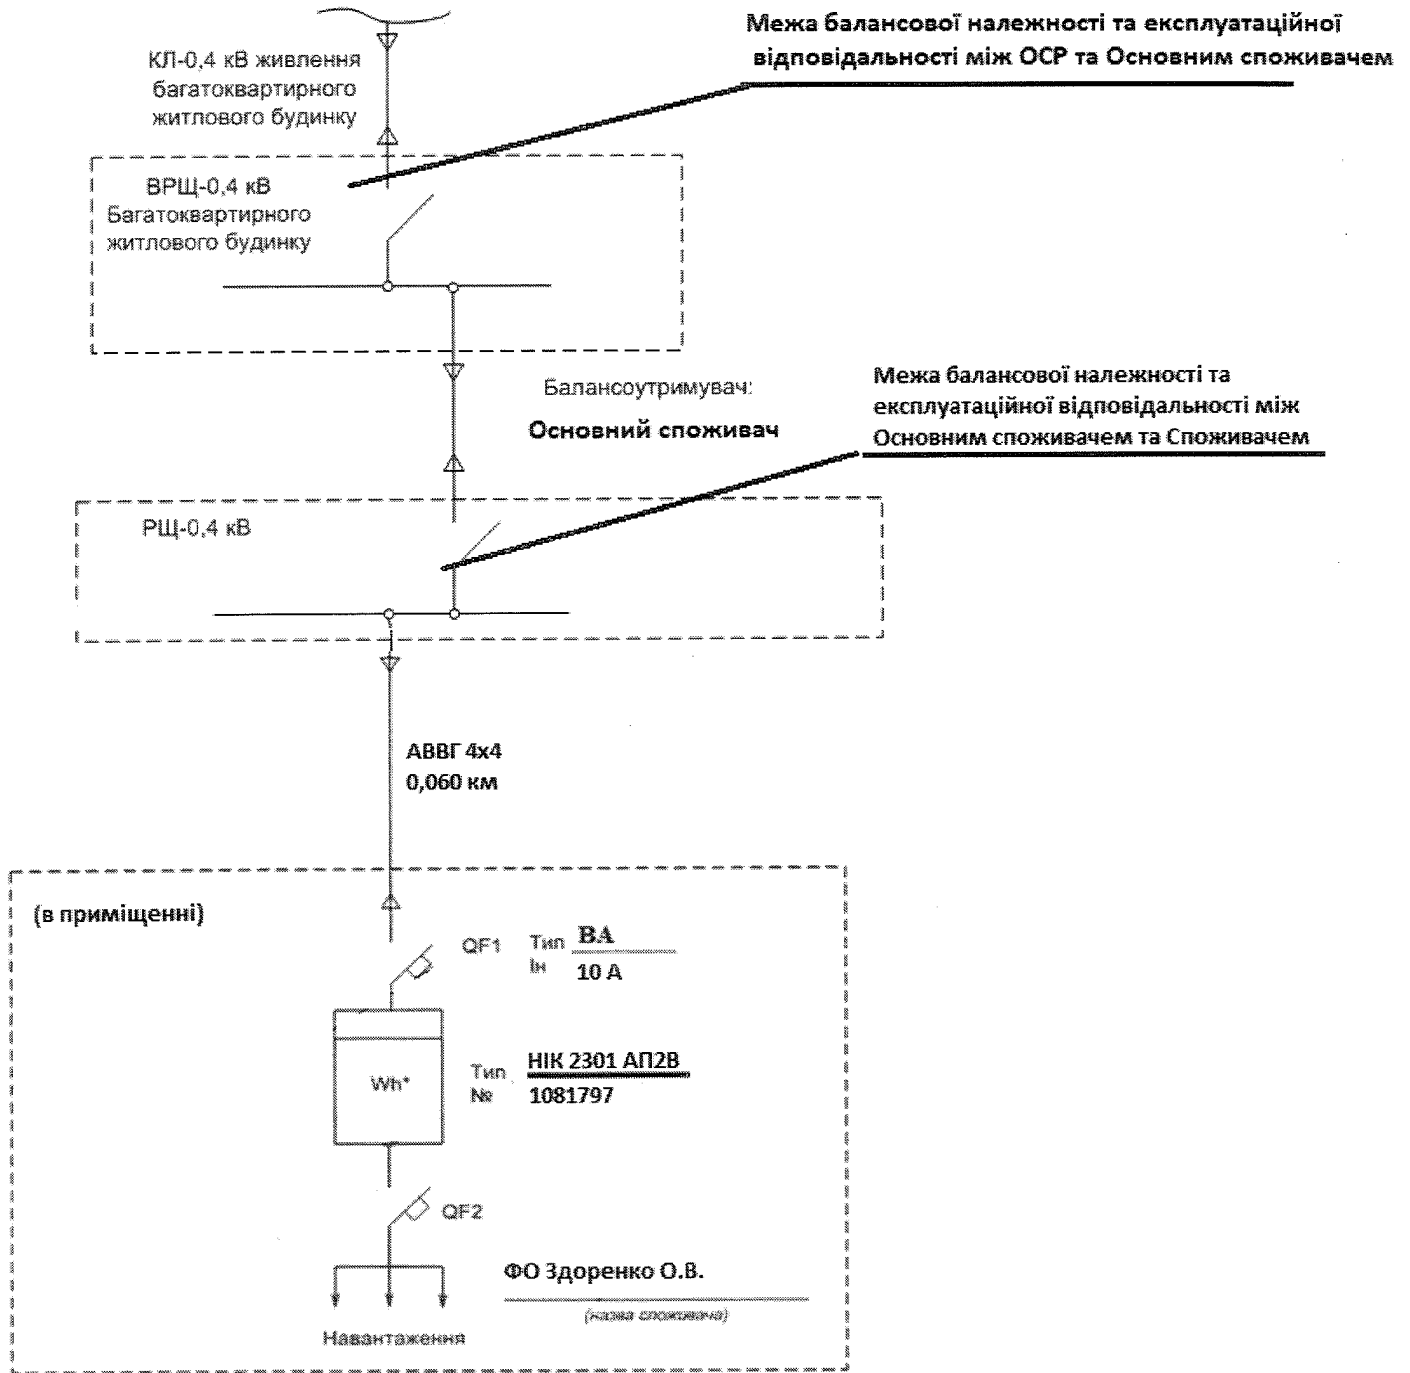 Межа балансової належності та експлуатаційної
відповідальності між ОСР та Основним споживачем
КЛ-0,4 кВ живлення
багатоквартирного
житлового будинку
ВРЩ-0,4 кВ
Багатоквартирного
житлового будинку
Балансоутримувач:
Основний споживач
Межа балансової належності та
експлуатаційної відповідальності між
Основним споживачем та Споживачем
РЩ-0,4 кВ
АВВГ 4х4
0,060 км
(в приміщенні)
QF1 Тип ВА
Ін 10 А
Wh*
Тип НІК 2301 АП2В
№ 1081797
QF2
ФО Здоренко О.В.
(назва споживача)
Навантаження